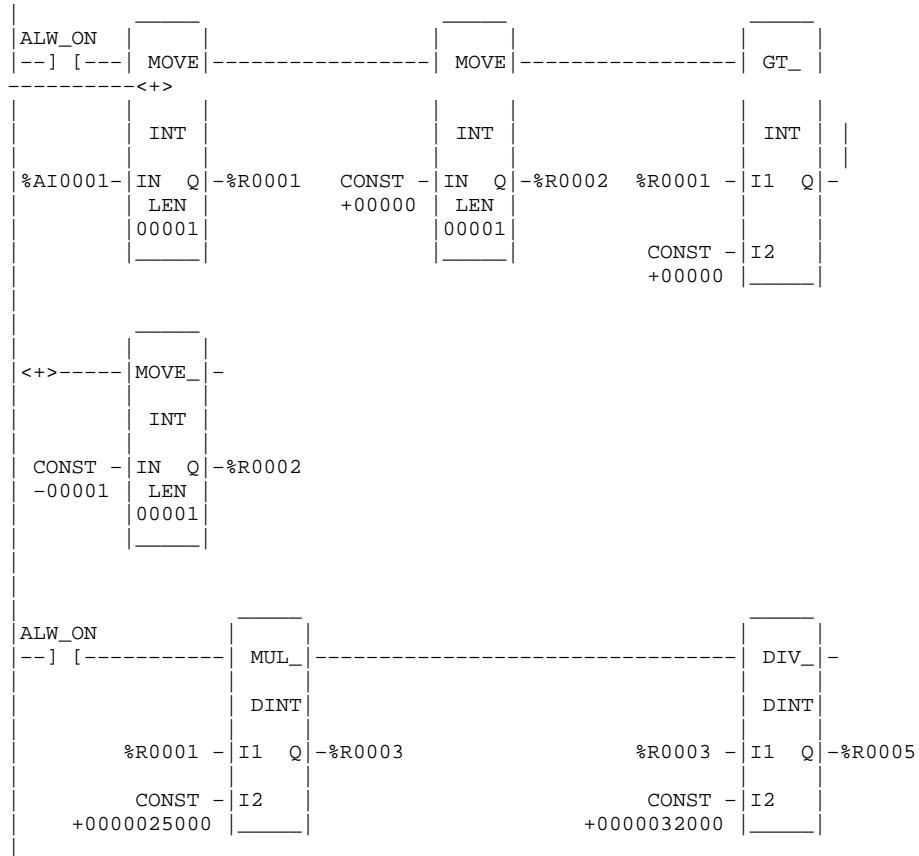 ALW_ON
--] [--- MOVE ----------------- MOVE ----------------- GT_
----------<+>
INT INT INT
%AI0001- IN Q -%R0001 CONST - IN Q -%R0002 %R0001 - I1 Q -
LEN +00000 LEN
00001 00001
CONST - I2
+00000
<+>----- MOVE_ -
INT
CONST - IN Q -%R0002
-00001 LEN
00001
ALW_ON
--] [----------- MUL_ --------------------------------- DIV_ -
DINT DINT
%R0001 - I1 Q -%R0003 %R0003 - I1 Q -%R0005
CONST - I2 CONST - I2
+0000025000 +0000032000